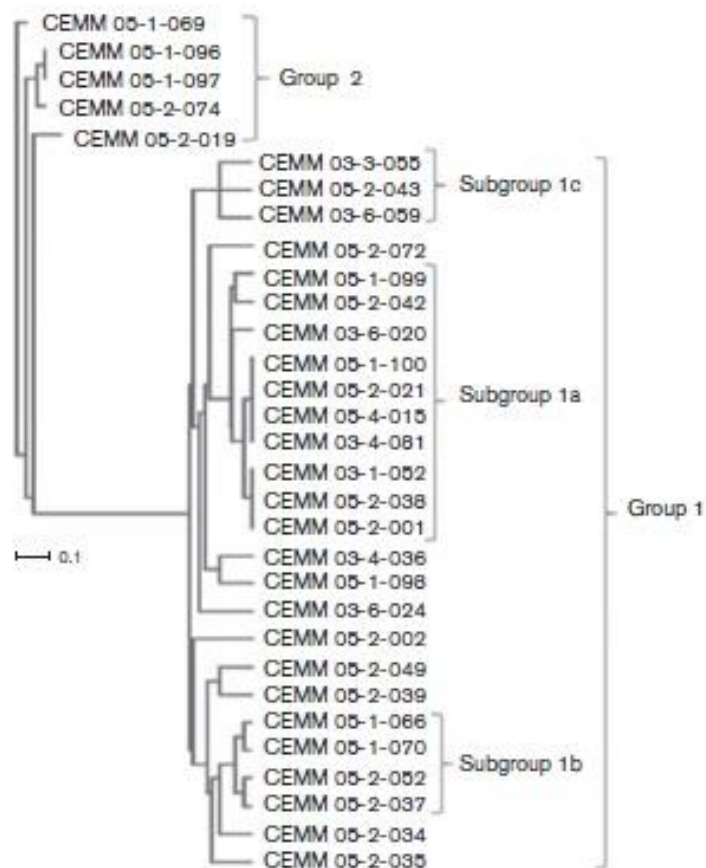 CEMM 05-1-069
CEMM 05-1-096
CEMM 05-1-097
Group 2
CEMM 05-2-074
CEMM 05-2-019
CEMM 03-3-055
CEMM 05-2-043
Subgroup 1c
CEMM 03-6-059
CEMM 05-2-072
CEMM 05-1-099
CEMM 05-2-042
CEMM 03-6-020
CEMM 05-1-100
CEMM 05-2-021
Subgroup 1a
CEMM 05-4-015
CEMM 03-4-081
CEMM 03-1-052
CEMM 05-2-038
Group 1
CEMM 05-2-001
0.1
CEMM 03-4-036
CEMM 05-1-098
CEMM 03-6-024
CEMM 05-2-002
CEMM 05-2-049
CEMM 05-2-039
CEMM 05-1-066
CEMM 05-1-070
Subgroup 1b
CEMM 05-2-052
CEMM 05-2-037
CEMM 05-2-034
CEMM 05-2-035